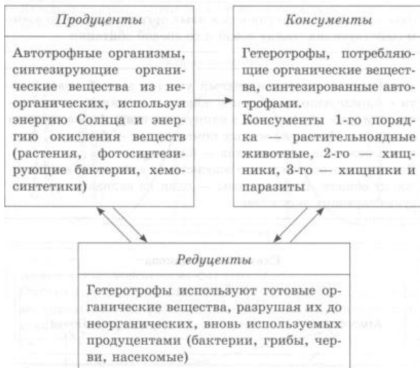 Продуценты
Автотрофные организмы,
синтезирующие органи-
ческие вещества из не-
органических, используя
энергию Солнца и энер-
гию окисления веществ
(растения, фотосинтези-
рующие бактерии, хемо-
синтетики)
Консументы
Гетеротрофы, потребляю-
щие органические вещест-
ва, синтезированные авто-
трофами.
Консументы 1-го поряд-
ка — растительноядные
животные, 2-го — хищ-
ники, 3-го — хищники и
паразиты
Редуценты
Гетеротрофы используют готовые ор-
ганические вещества, разрушая их до
неорганических, вновь используемых
продуцентами (бактерии, грибы, чер-
ви, насекомые)